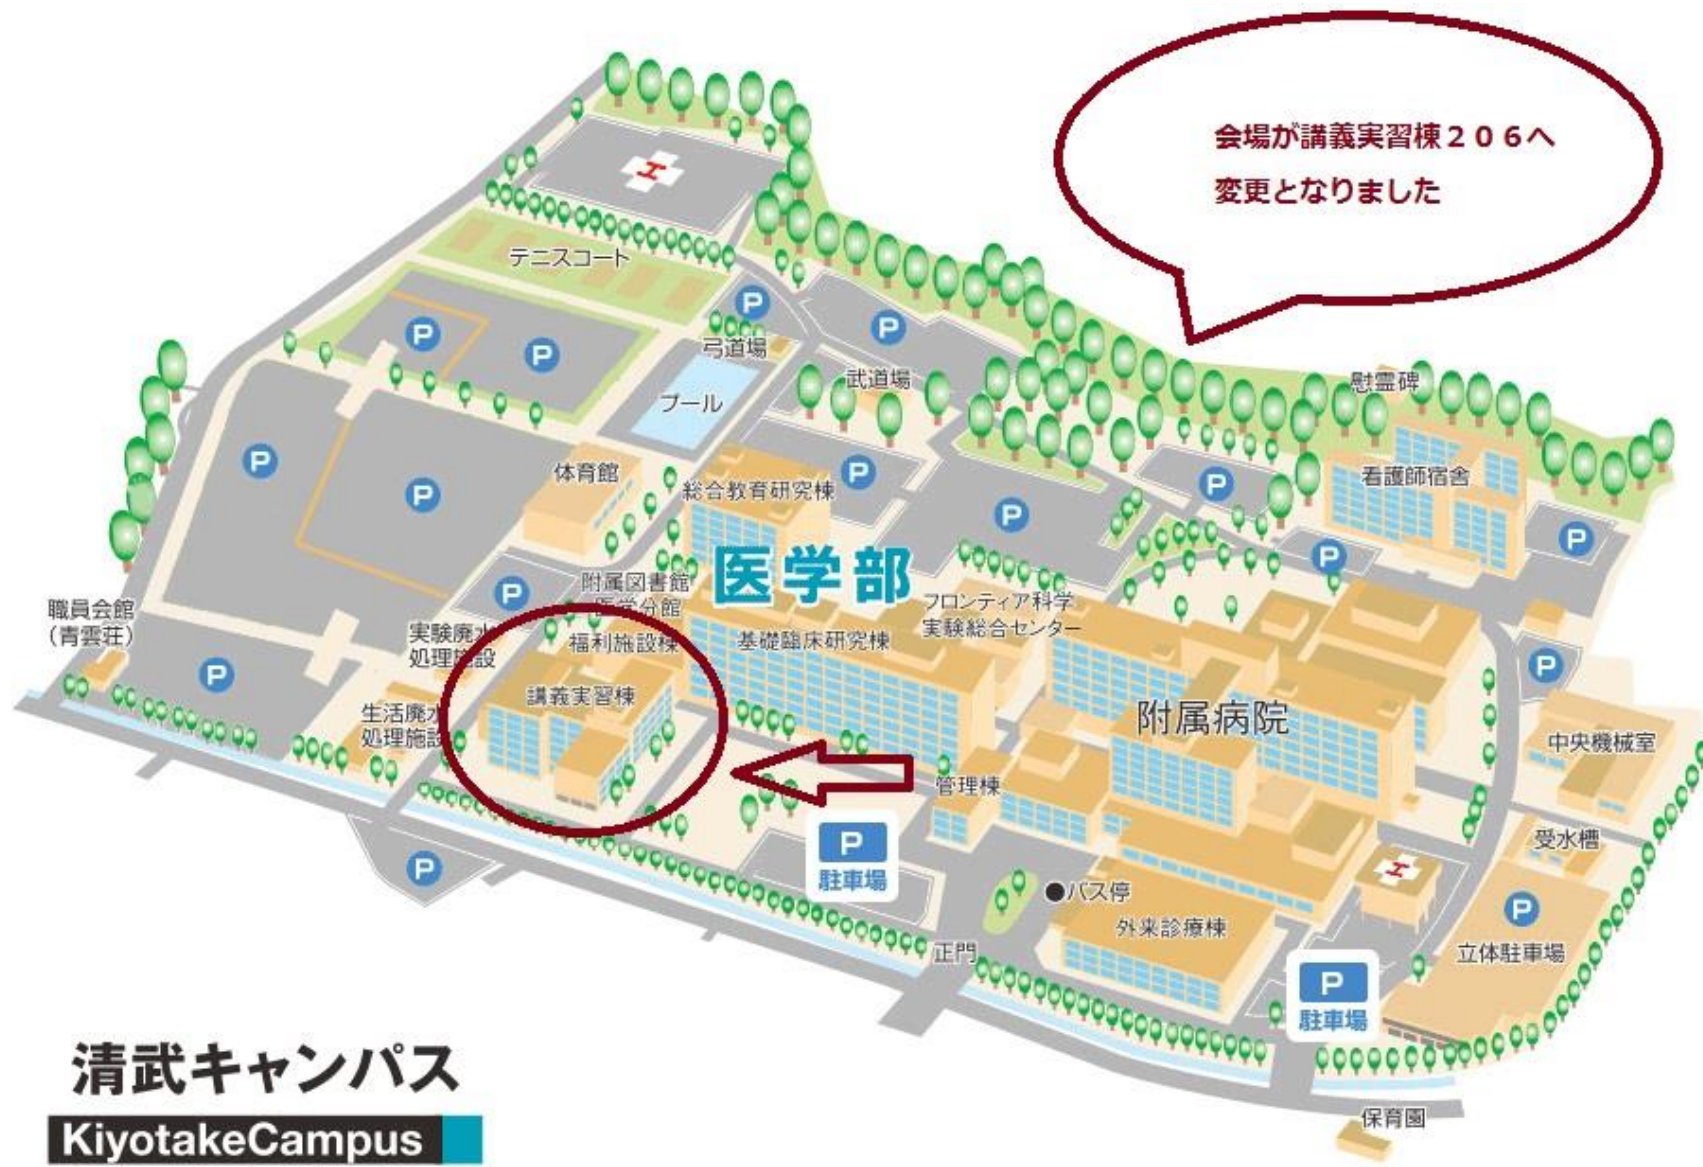 会場が講義実習棟２０６へ
変更となりました
エ
テニスコート
P
P
弓道場
P
P
武道場
慰霊碑
プール
P
P
体育館
総合教育研究棟
P
P
P
看護師宿舎
P
P
医学部
P
附属図書館
医学分館
フロンティア科学
実験総合センター
職員会館
（青雲荘）
実験廃水
処理施設
福利施設棟
基礎臨床研究棟
P
P
講義実習棟
生活廃水
処理施設
附属病院
中央機械室
管理棟
P
駐車場
P
エ
受水槽
●バス停
外来診療棟
P
立体駐車場
正門
P
駐車場
清武キャンパス
KiyotakeCampus
保育園